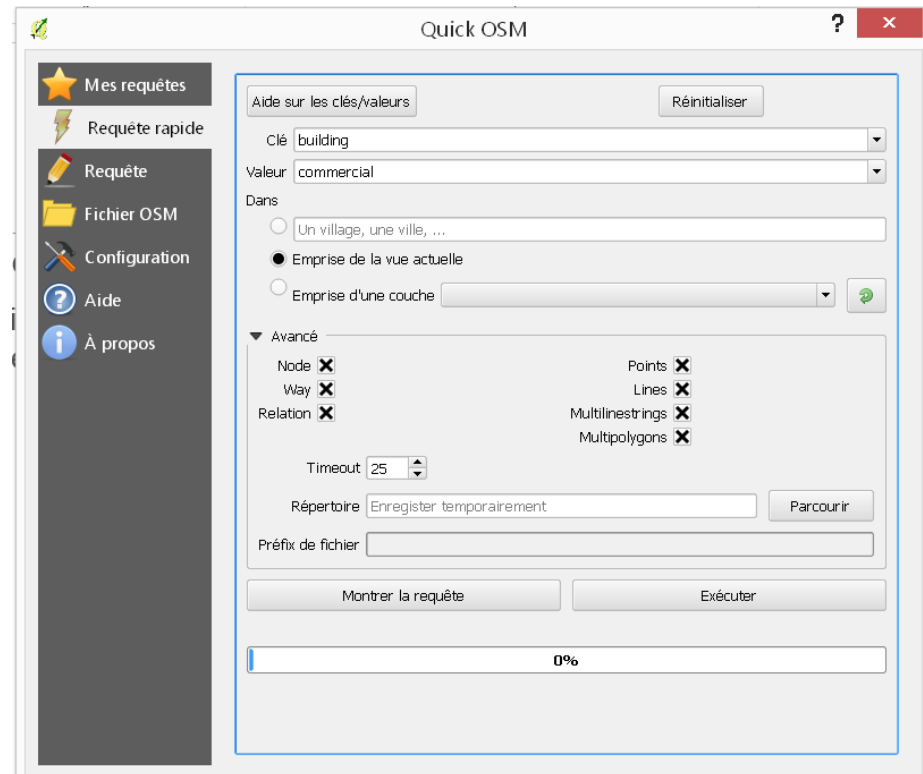 Quick OSM
?
Mes requêtes
Requête rapide
Requête
Fichier OSM
Configuration
Aide
À propos
Aide sur les clés/valeurs
Réinitialiser
Clé building
Valeur commercial
Dans
Un village, une ville, ...
Emprise de la vue actuelle
Emprise d'une couche
Avancé
Node
Points
Way
Lines
Relation
Multilinestrings
Multipolygons
Timeout 25
Répertoire Enregister temporairement
Parcourir
Préfix de fichier
Montrer la requête
Exécuter
0%